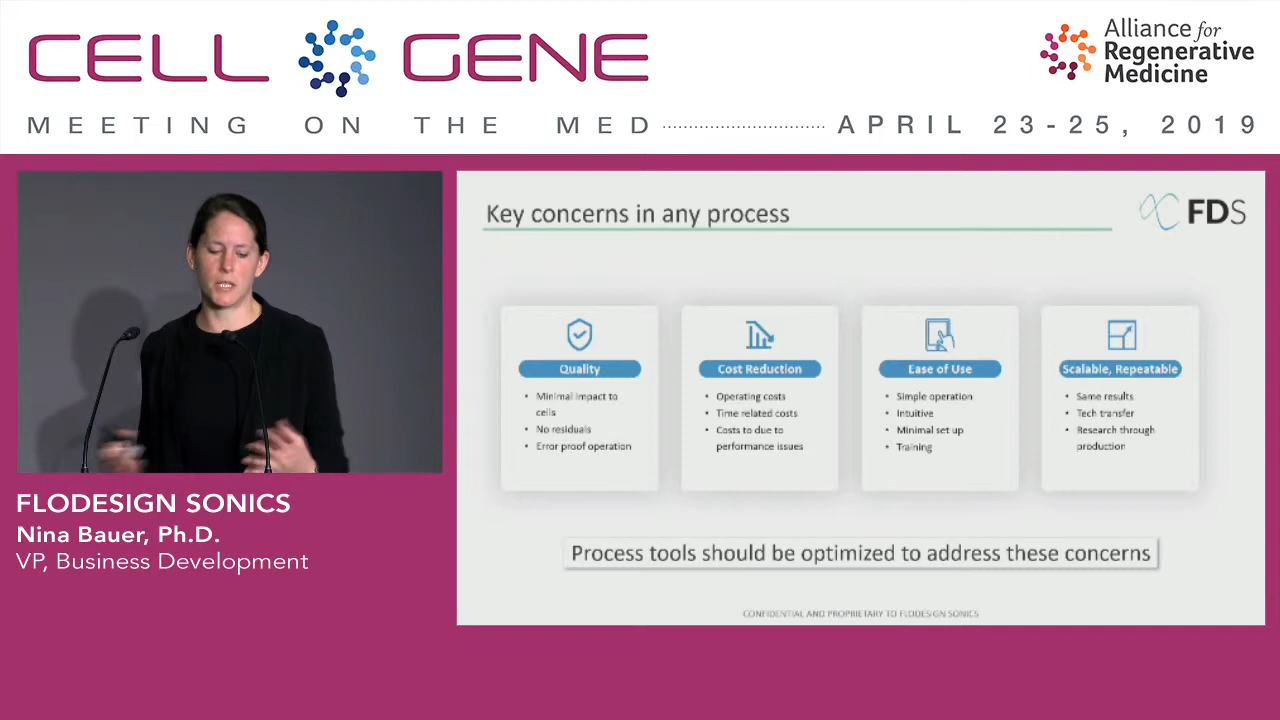 CELL GENE
Alliance for
Regenerative
Medicine
MEETING ON THE MED
APRIL 23-25, 2019
FLODESIGN SONICS
Nina Bauer, Ph.D.
VP, Business Development
Key concerns in any process
FDS
Quality
• Minimal impact to
cells
• No residuals
• Error proof operation
Cost Reduction
• Operating costs
• Time related costs
• Costs to due to
performance issues
Ease of Use
• Simple operation
• Intuitive
• Minimal set up
• Training
Scalable, Repeatable
• Same results
• Tech transfer
• Research through
production
Process tools should be optimized to address these concerns
CONFIDENTIAL AND PROPRIETARY TO FLODESIGN SONICS